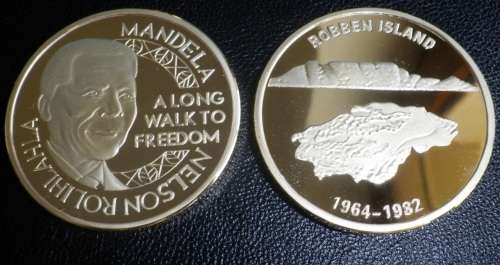 MANDELA
A LONG
WALK TO
FREEDOM
NELSON ROLIHLAHLA
ROBBEN ISLAND
1964-1982